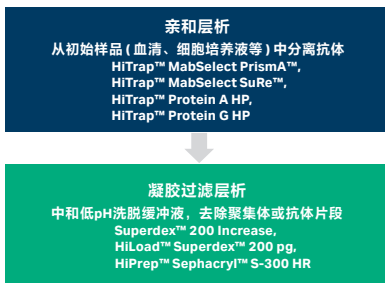 亲和层析
从初始样品 ( 血清、细胞培养液等 ) 中分离抗体
HiTrap™ MabSelect PrismA™,
HiTrap™ MabSelect SuRe™,
HiTrap™ Protein A HP,
HiTrap™ Protein G HP
凝胶过滤层析
中和低pH洗脱缓冲液，去除聚集体或抗体片段
Superdex™ 200 Increase,
HiLoad™ Superdex™ 200 pg,
HiPrep™ Sephacryl™ S-300 HR